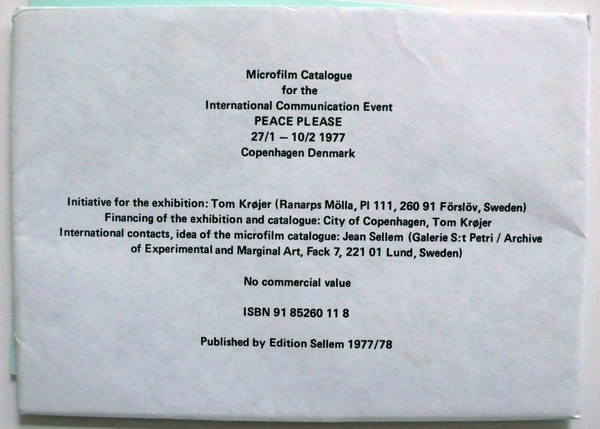 Microfilm Catalogue
for the
International Communication Event
PEACE PLEASE
27/1 – 10/2 1977
Copenhagen Denmark
Initiative for the exhibition: Tom Krøjer (Ranarps Mölla, Pl 111, 260 91 Förslöv, Sweden)
Financing of the exhibition and catalogue: City of Copenhagen, Tom Krøjer
International contacts, idea of the microfilm catalogue: Jean Sellem (Galerie S:t Petri / Archive
of Experimental and Marginal Art, Fack 7, 221 01 Lund, Sweden)
No commercial value
ISBN 91 85260 11 8
Published by Edition Sellem 1977/78